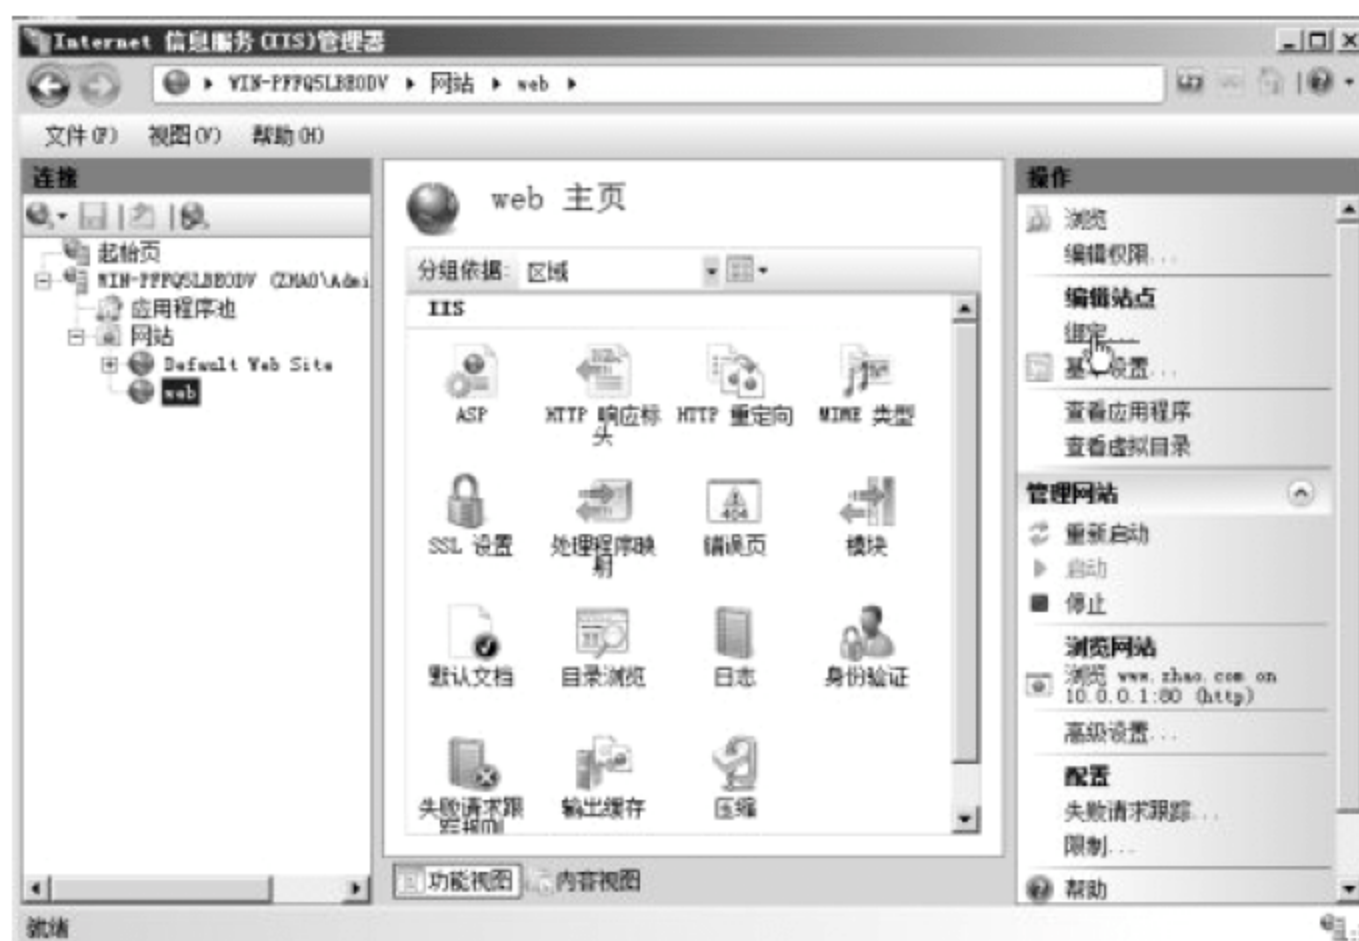 Internet 信息服务(IIS)管理器
网站 web
文件(F) 视图(V) 帮助(H)
连接
起始页
应用程序池
网站
Default Web Site
web
web 主页
分组依据: 区域
IIS
ASP
HTTP 响应标头
HTTP 重定向
MIME 类型
SSL 设置
处理程序映射
错误页
404
模块
默认文档
目录浏览
日志
身份验证
失败请求跟踪规则
输出缓存
压缩
功能视图 内容视图
操作
浏览
编辑权限...
编辑站点
绑定...
基本设置...
查看应用程序
查看虚拟目录
管理网站
重新启动
启动
停止
浏览网站
浏览 www.zhao.com on
10.0.0.1:80 (http)
高级设置...
配置
失败请求跟踪...
限制...
帮助
就绪